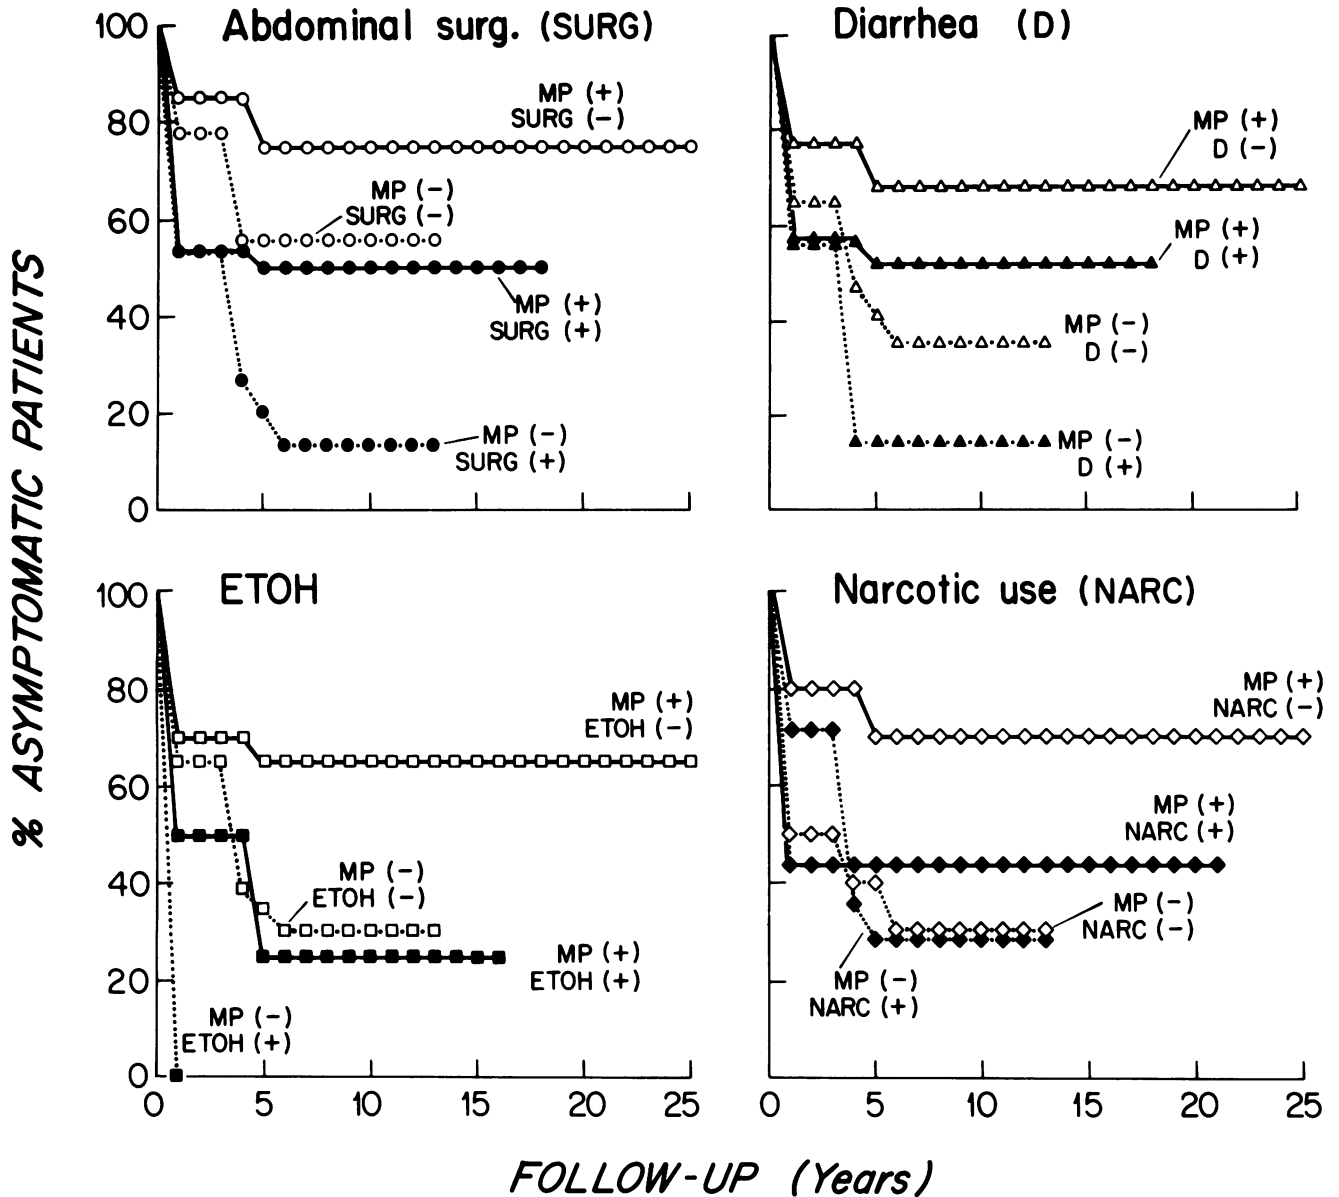 % ASYMPTOMATIC PATIENTS
Abdominal surg. (SURG)
100
80
60
40
20
0
MP (+)
SURG (-)
MP (-)
SURG (-)
MP (+)
SURG (+)
MP (-)
SURG (+)
Diarrhea (D)
MP (+)
D (-)
MP (+)
D (+)
MP (-)
D (-)
MP (-)
D (+)
ETOH
100
80
60
40
20
0
MP (+)
ETOH (-)
MP (-)
ETOH (-)
MP (+)
ETOH (+)
MP (-)
ETOH (+)
0 5 10 15 20 25
Narcotic use (NARC)
MP (+)
NARC (-)
MP (+)
NARC (+)
MP (-)
NARC (-)
MP (-)
NARC (+)
0 5 10 15 20 25
FOLLOW-UP (Years)